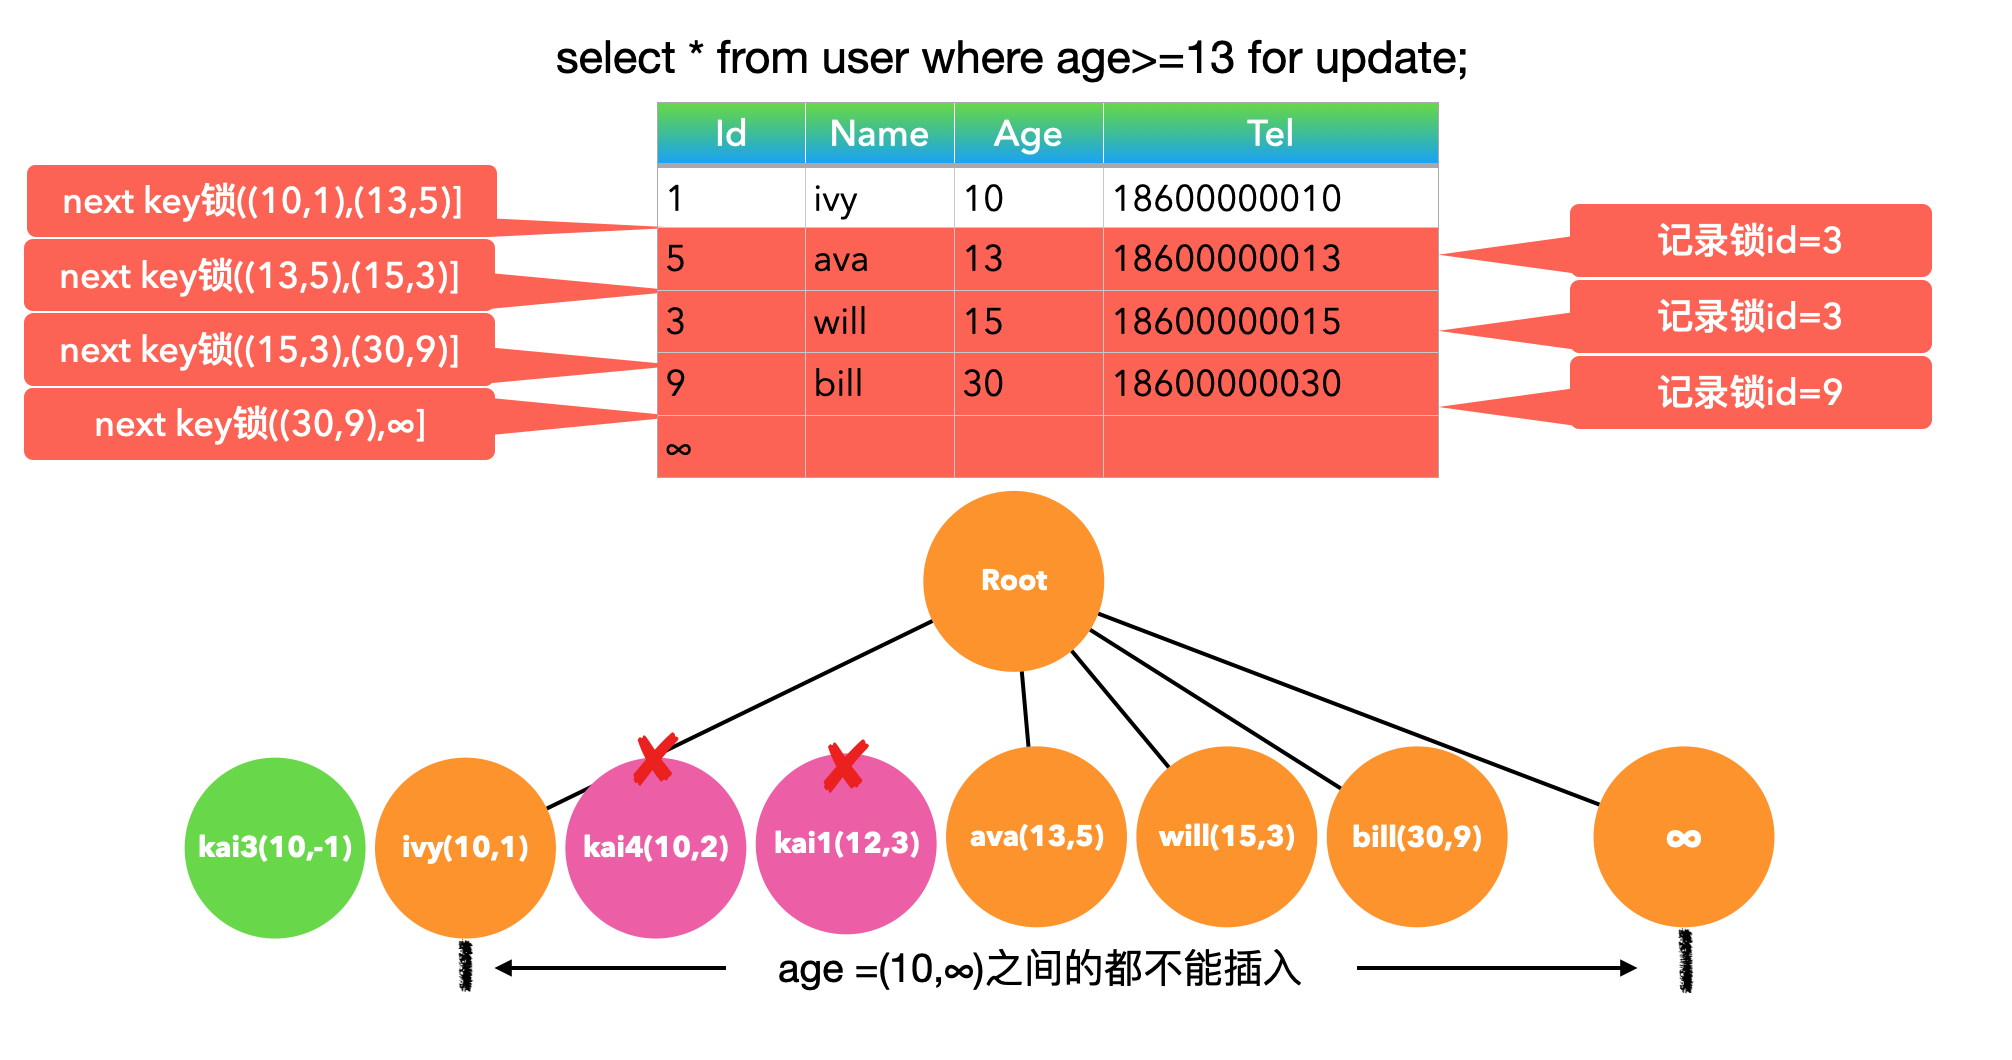 select * from user where age>=13 for update;
Id Name Age Tel
next key锁((10,1),(13,5)]
1 ivy 10 18600000010
记录锁id=3
next key锁((13,5),(15,3)]
5 ava 13 18600000013
记录锁id=3
next key锁((15,3),(30,9)]
3 will 15 18600000015
记录锁id=9
next key锁((30,9),∞]
9 bill 30 18600000030
∞
Root
kai3(10,-1)
ivy(10,1)
kai4(10,2)
kai1(12,3)
ava(13,5)
will(15,3)
bill(30,9)
∞
age =(10,∞)之间的都不能插入